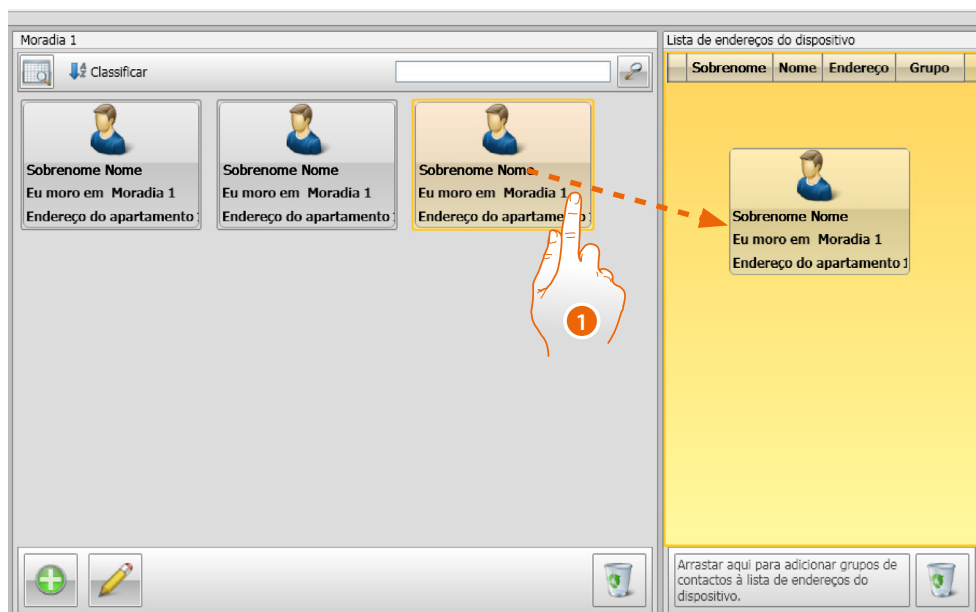 Moradia 1
Classificar
Sobrenome Nome
Eu moro em Moradia 1
Endereço do apartamento
Sobrenome Nome
Eu moro em Moradia 1
Endereço do apartamento
Sobrenome Nome
Eu moro em Moradia 1
Endereço do apartame
1
Lista de endereços do dispositivo
Sobrenome Nome Endereço Grupo
Sobrenome Nome
Eu moro em Moradia 1
Endereço do apartamento 1
Arrastar aqui para adicionar grupos de
contactos à lista de endereços do
dispositivo.